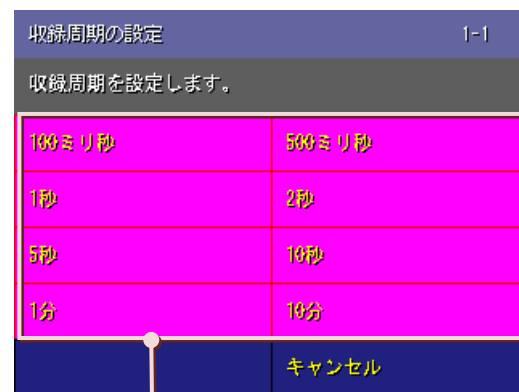 収録周期の設定 1-1
収録周期を設定します。
100ミリ秒 500ミリ秒
1秒 2秒
5秒 10秒
1分 10分
キャンセル